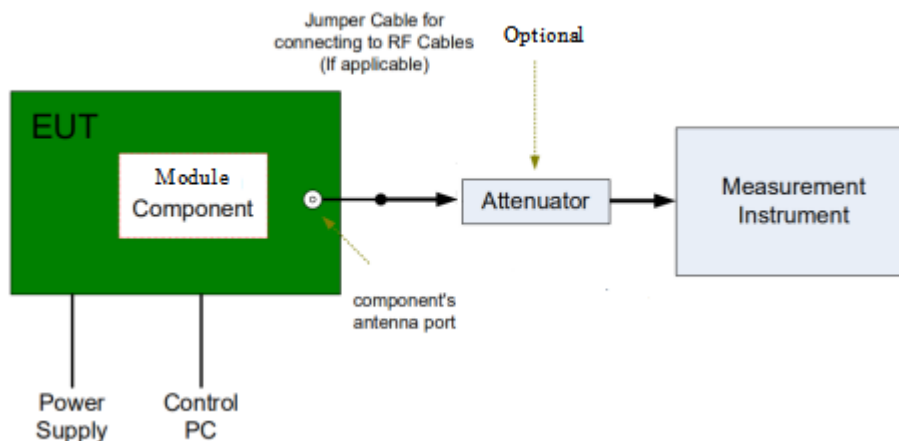 Jumper Cable for
connecting to RF Cables
(If applicable)
Optional
EUT
Module
Component
Attenuator
Measurement
Instrument
component's
antenna port
Power
Supply
Control
PC